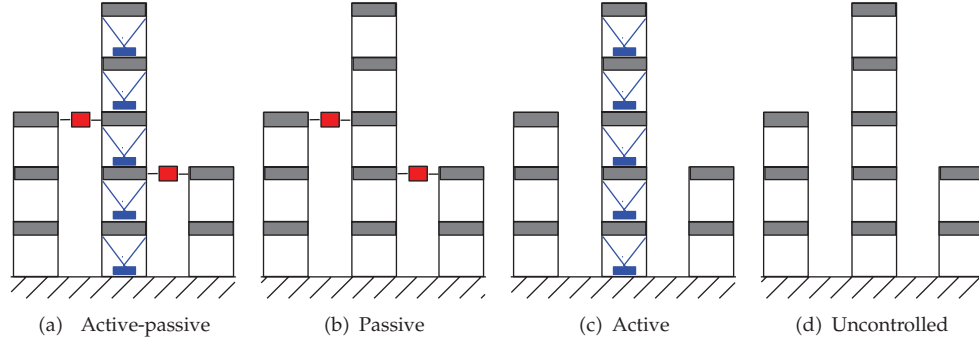 (a) Active-passive
(b) Passive
(c) Active
(d) Uncontrolled